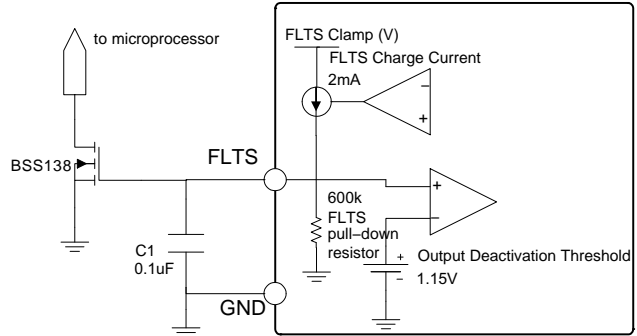 to microprocessor
FLTS Clamp (V)
FLTS Charge Current
2mA
−
+
BSS138
FLTS
600k
FLTS
pull−down
resistor
+
−
C1
0.1uF
+
Output Deactivation Threshold
−
1.15V
GND